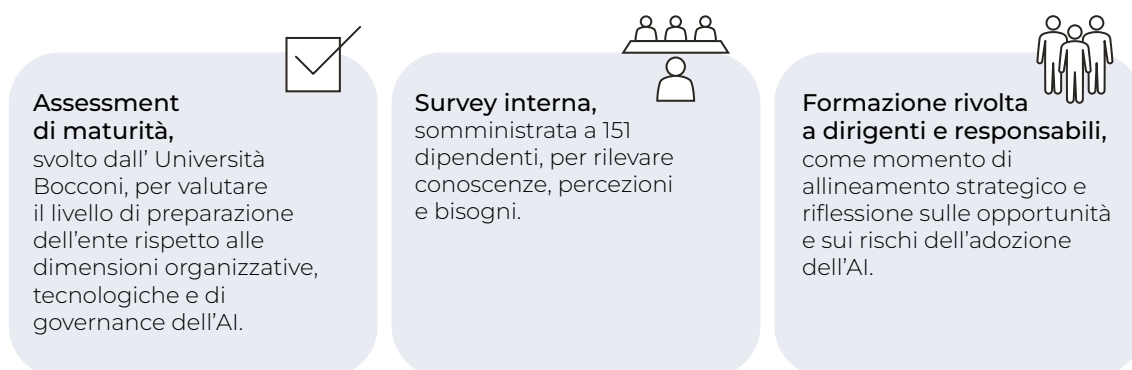 Assessment
di maturità,
svolto dall' Università
Bocconi, per valutare
il livello di preparazione
dell'ente rispetto alle
dimensioni organizzative,
tecnologiche e di
governance dell'AI.
Survey interna,
somministrata a 151
dipendenti, per rilevare
conoscenze, percezioni
e bisogni.
Formazione rivolta
a dirigenti e responsabili,
come momento di
allineamento strategico e
riflessione sulle opportunità
e sui rischi dell'adozione
dell'AI.